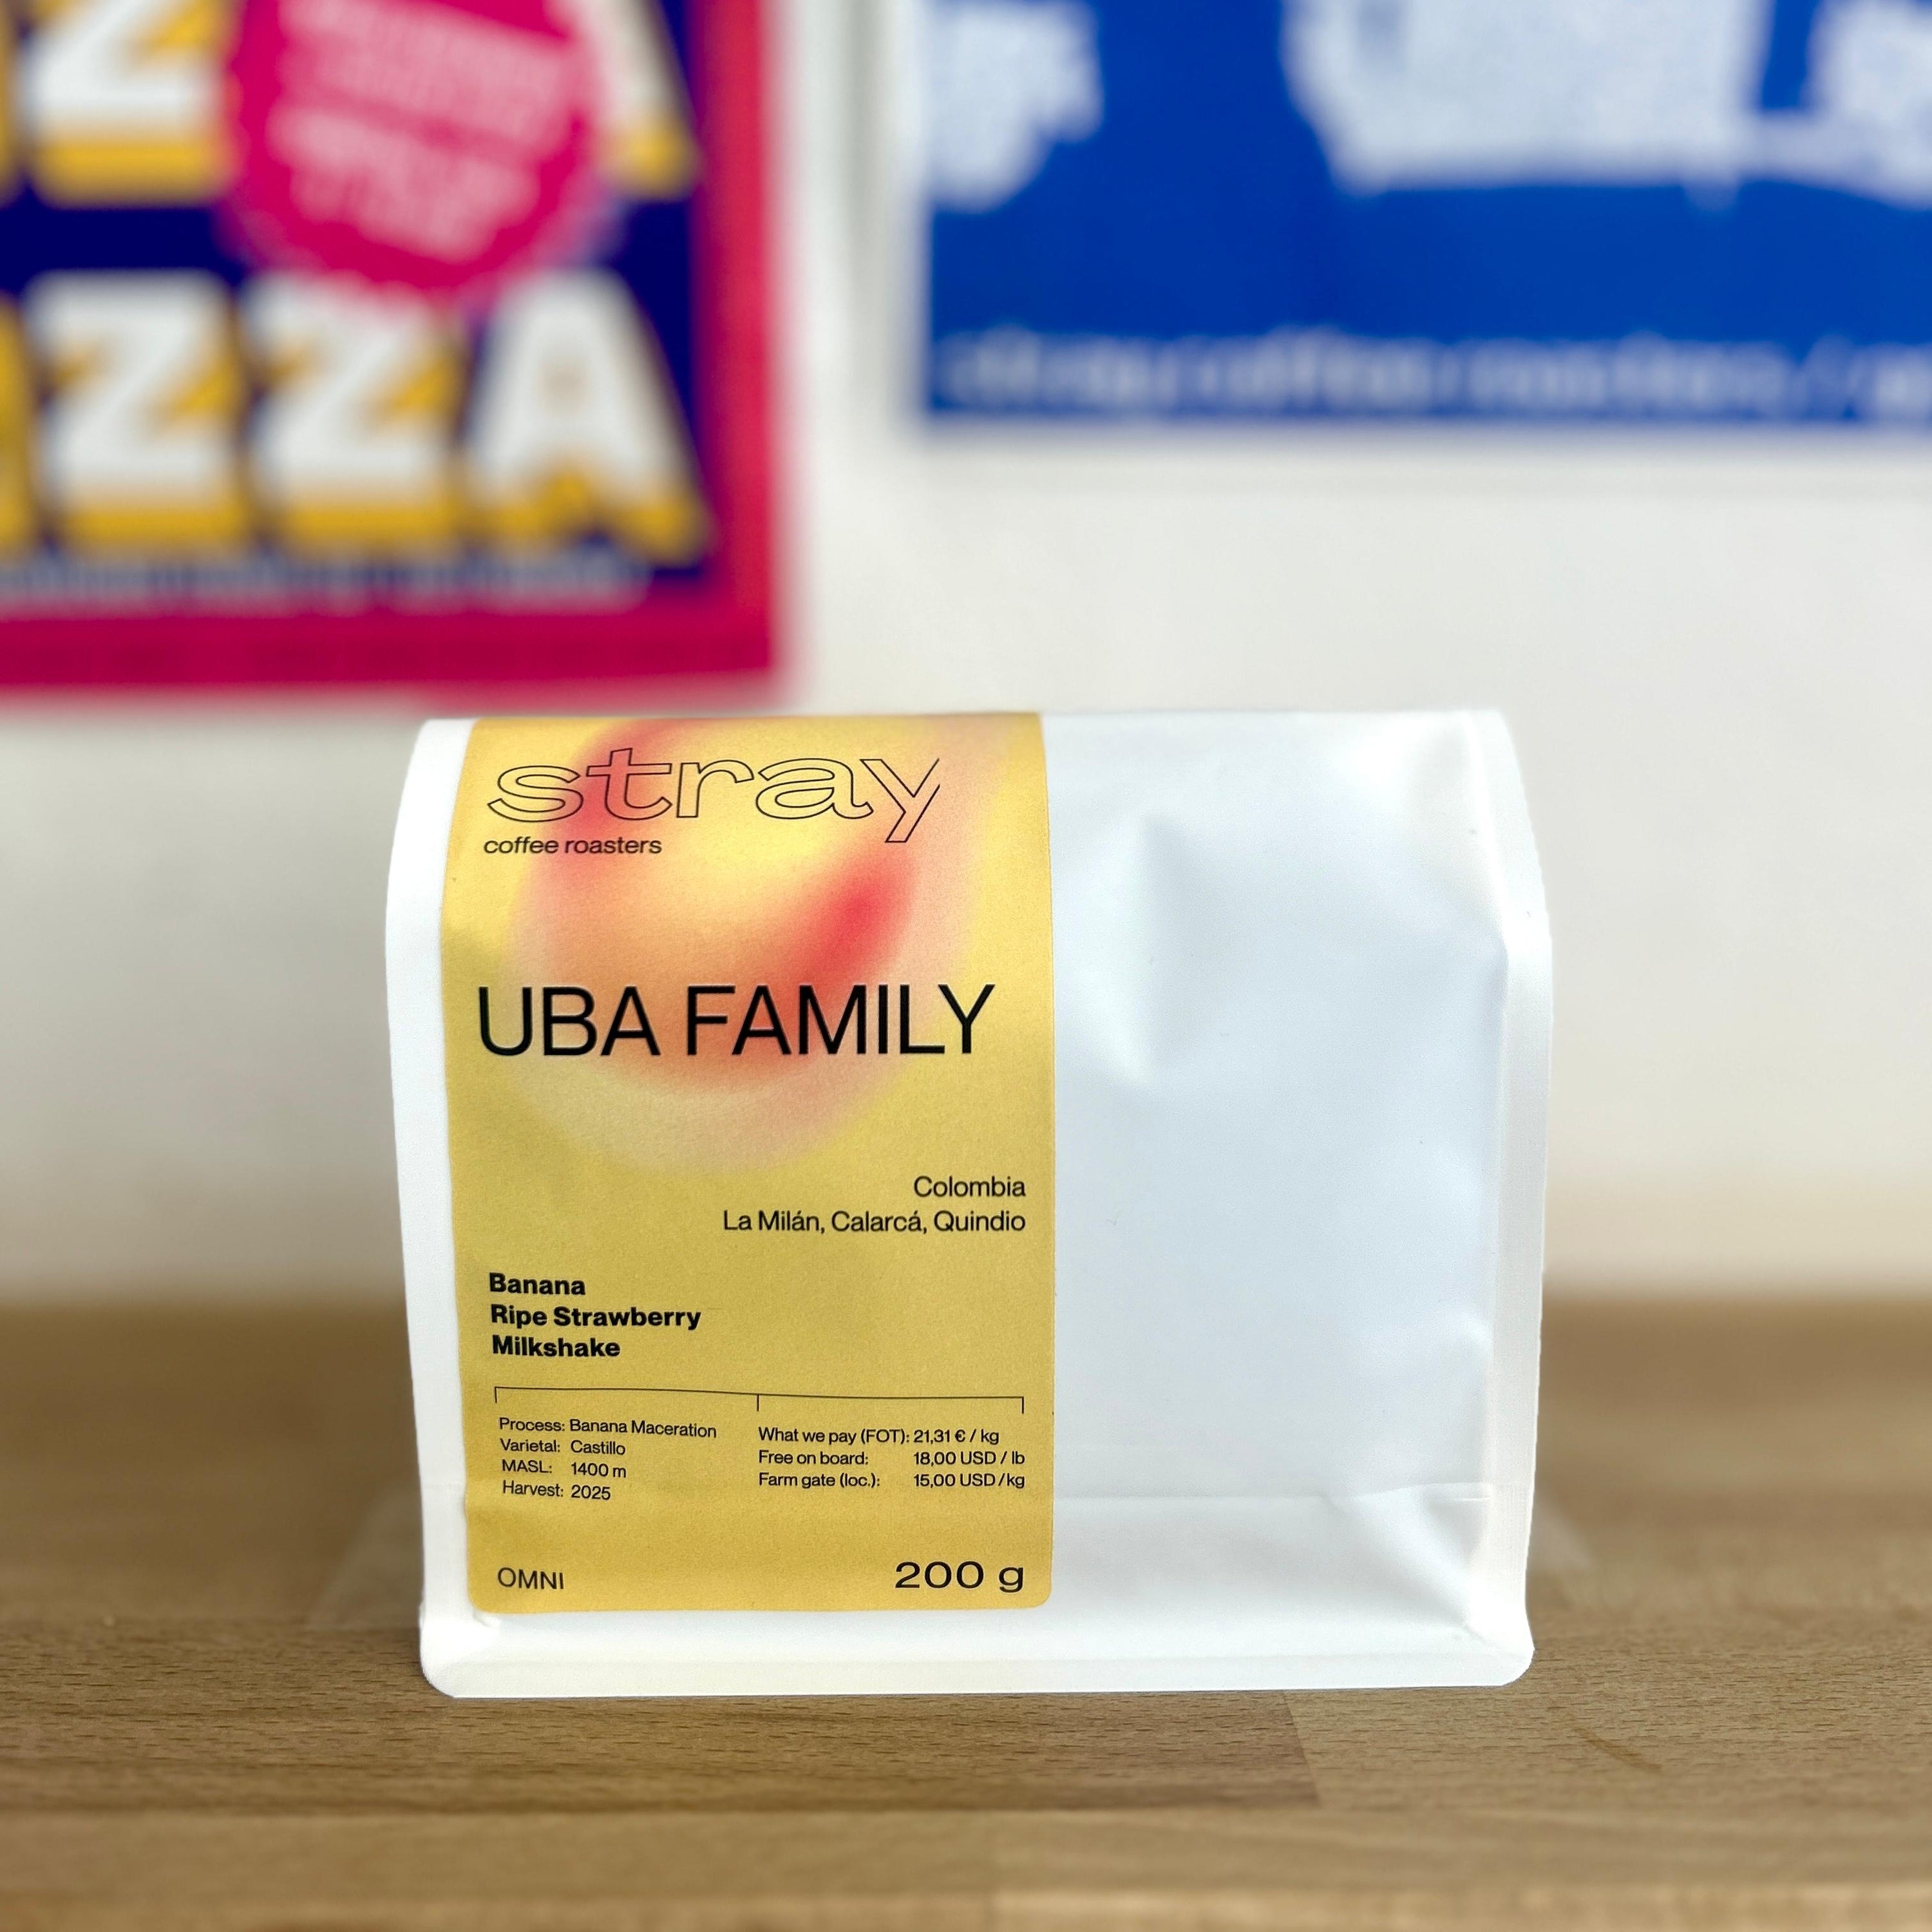 ZZA
stray
coffee roasters
UBA FAMILY
Colombia
La Milán, Calarcá, Quindio
Banana
Ripe Strawberry
Milkshake
Process: Banana Maceration
Varietal: Castillo
MASL: 1400 m
Harvest: 2025
What we pay (FOT): 21,31 € / kg
Free on board: 18,00 USD / lb
Farm gate (loc.): 15,00 USD/kg
OMNI
200 g